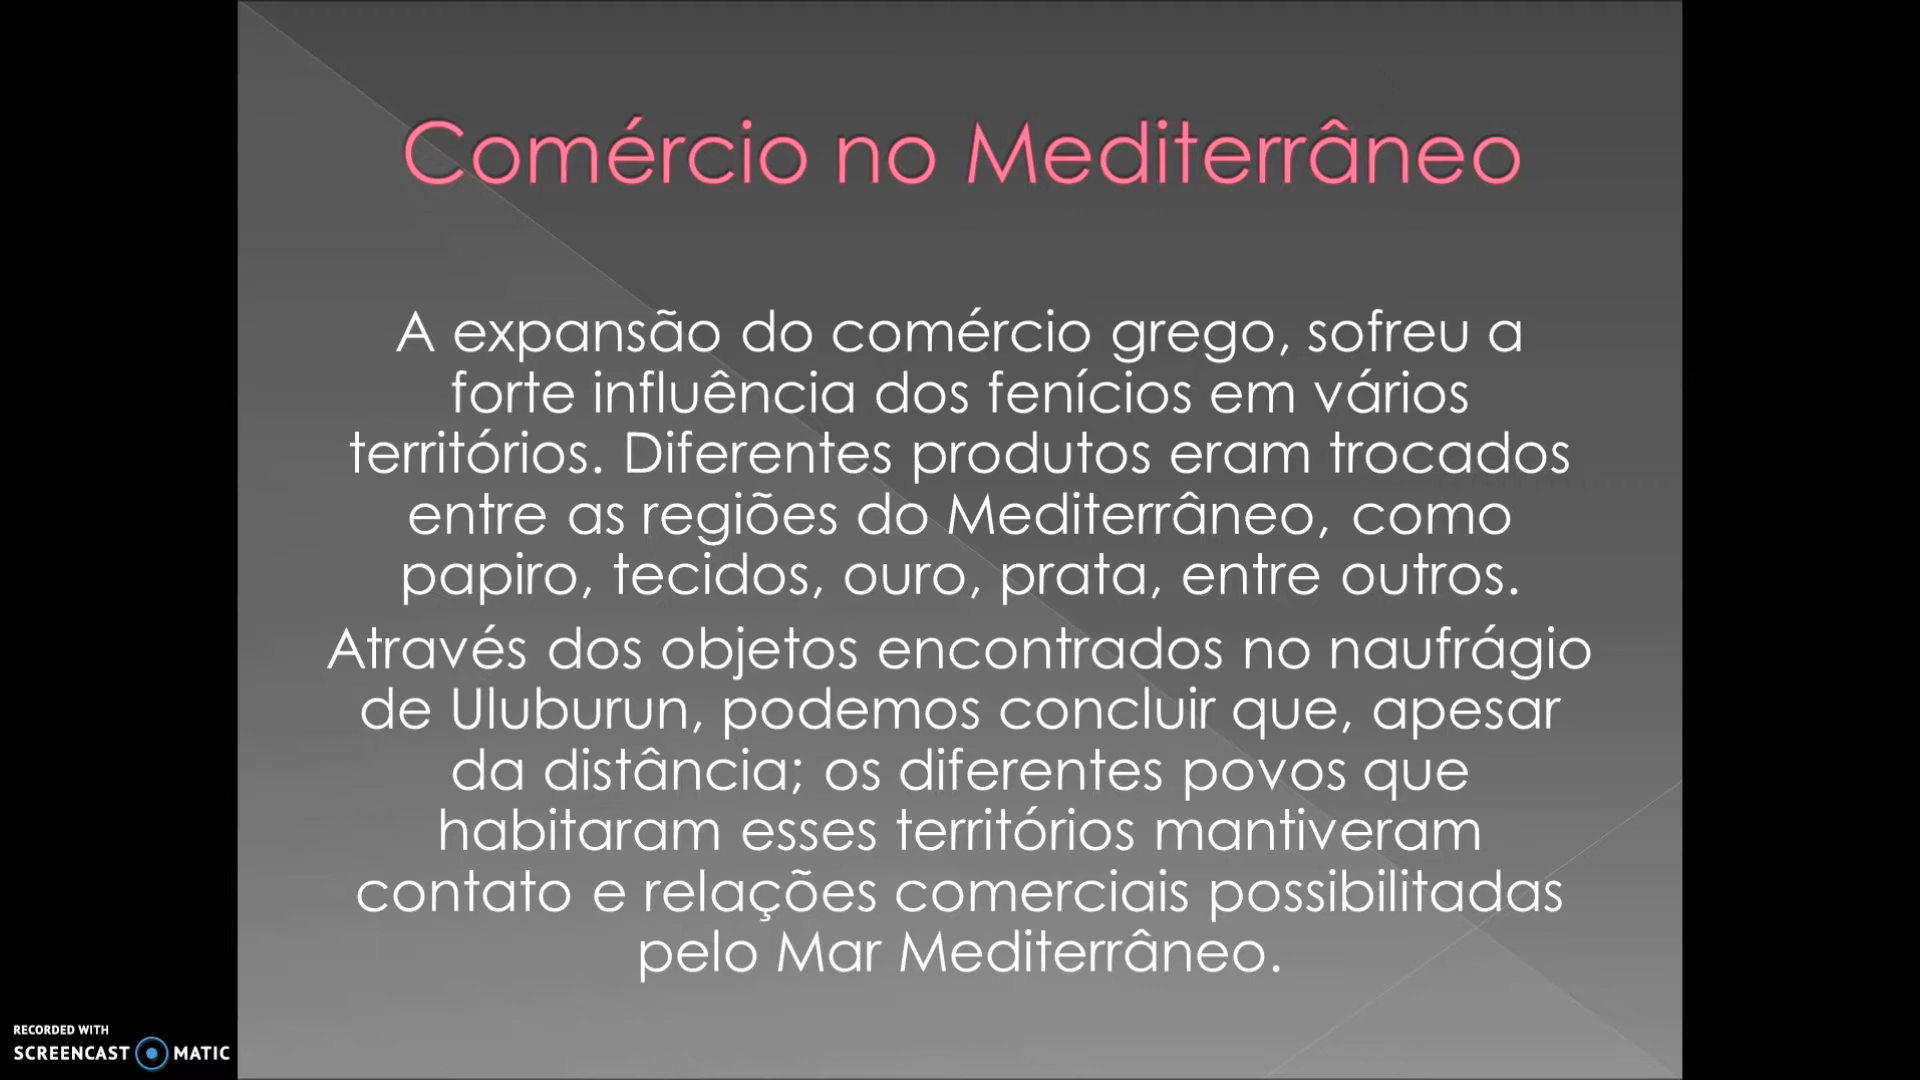 Comércio no Mediterrâneo
A expansão do comércio grego, sofreu a
forte influência dos fenícios em vários
territórios. Diferentes produtos eram trocados
entre as regiões do Mediterrâneo, como
papiro, tecidos, ouro, prata, entre outros.
Através dos objetos encontrados no naufrágio
de Uluburun, podemos concluir que, apesar
da distância; os diferentes povos que
habitaram esses territórios mantiveram
contato e relações comerciais possibilitadas
pelo Mar Mediterrâneo.
RECORDED WITH
SCREENCAST MATIC